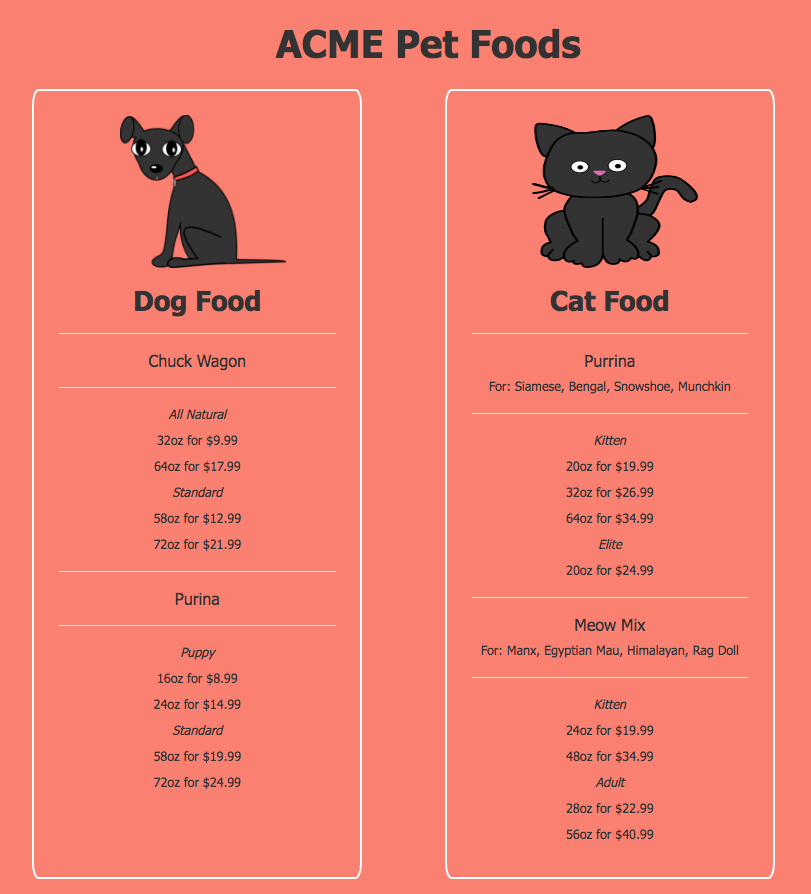 ACME Pet Foods
Dog Food
Chuck Wagon
All Natural
32oz for $9.99
64oz for $17.99
Standard
58oz for $12.99
72oz for $21.99
Purina
Puppy
16oz for $8.99
24oz for $14.99
Standard
58oz for $19.99
72oz for $24.99
Cat Food
Purrina
For: Siamese, Bengal, Snowshoe, Munchkin
Kitten
20oz for $19.99
32oz for $26.99
64oz for $34.99
Elite
20oz for $24.99
Meow Mix
For: Manx, Egyptian Mau, Himalayan, Rag Doll
Kitten
24oz for $19.99
48oz for $34.99
Adult
28oz for $22.99
56oz for $40.99